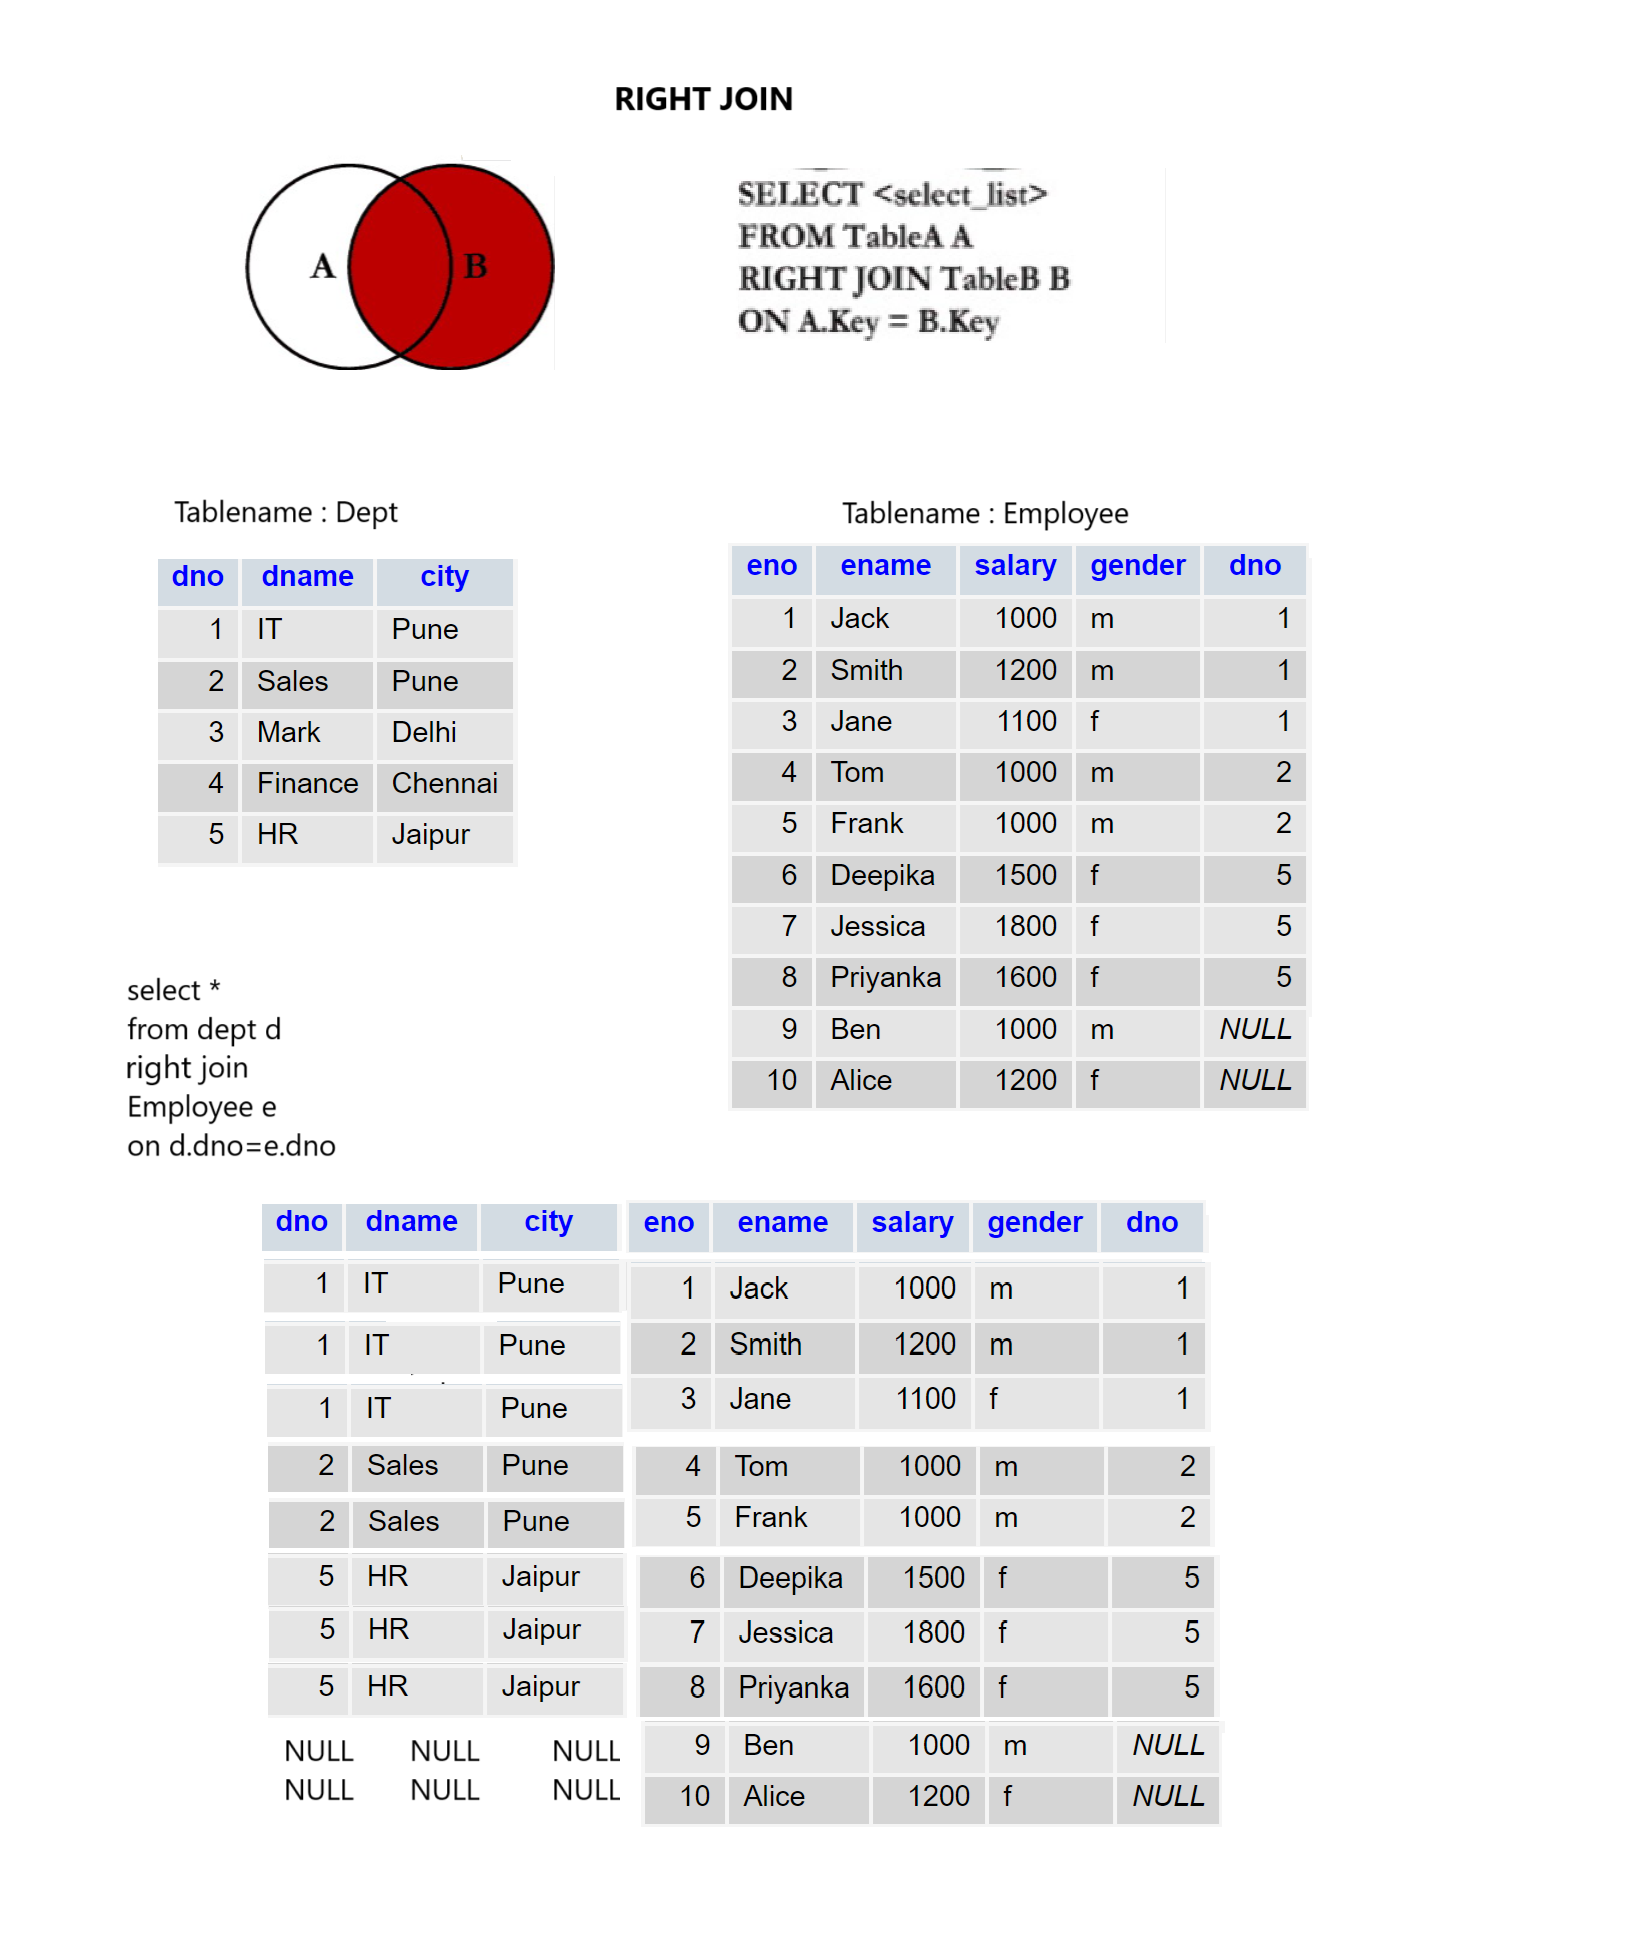 RIGHT JOIN
A B
SELECT <select_list>
FROM TableA A
RIGHT JOIN TableB B
ON A.Key = B.Key
Tablename : Dept
dno dname city
1 IT Pune
2 Sales Pune
3 Mark Delhi
4 Finance Chennai
5 HR Jaipur
Tablename : Employee
eno ename salary gender dno
1 Jack 1000 m 1
2 Smith 1200 m 1
3 Jane 1100 f 1
4 Tom 1000 m 2
5 Frank 1000 m 2
6 Deepika 1500 f 5
7 Jessica 1800 f 5
8 Priyanka 1600 f 5
9 Ben 1000 m NULL
10 Alice 1200 f NULL
select *
from dept d
right join
Employee e
on d.dno=e.dno
dno dname city eno ename salary gender dno
1 IT Pune 1 Jack 1000 m 1
1 IT Pune 2 Smith 1200 m 1
1 IT Pune 3 Jane 1100 f 1
2 Sales Pune 4 Tom 1000 m 2
2 Sales Pune 5 Frank 1000 m 2
5 HR Jaipur 6 Deepika 1500 f 5
5 HR Jaipur 7 Jessica 1800 f 5
5 HR Jaipur 8 Priyanka 1600 f 5
NULL NULL NULL 9 Ben 1000 m NULL
NULL NULL NULL 10 Alice 1200 f NULL